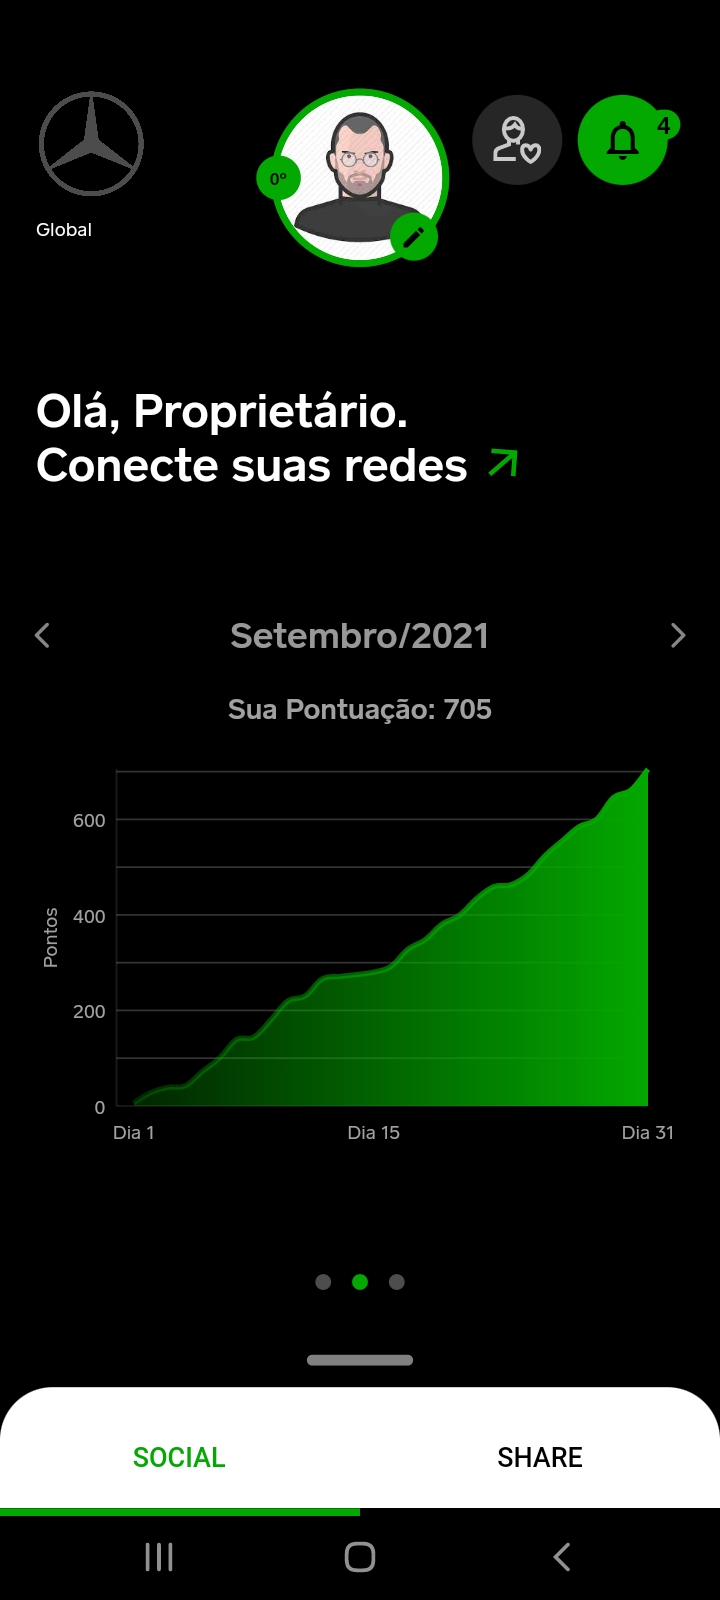 4
0º
Global
Olá, Proprietário.
Conecte suas redes
Setembro/2021
Sua Pontuação: 705
600
400
200
0
Pontos
Dia 1
Dia 15
Dia 31
SOCIAL
SHARE